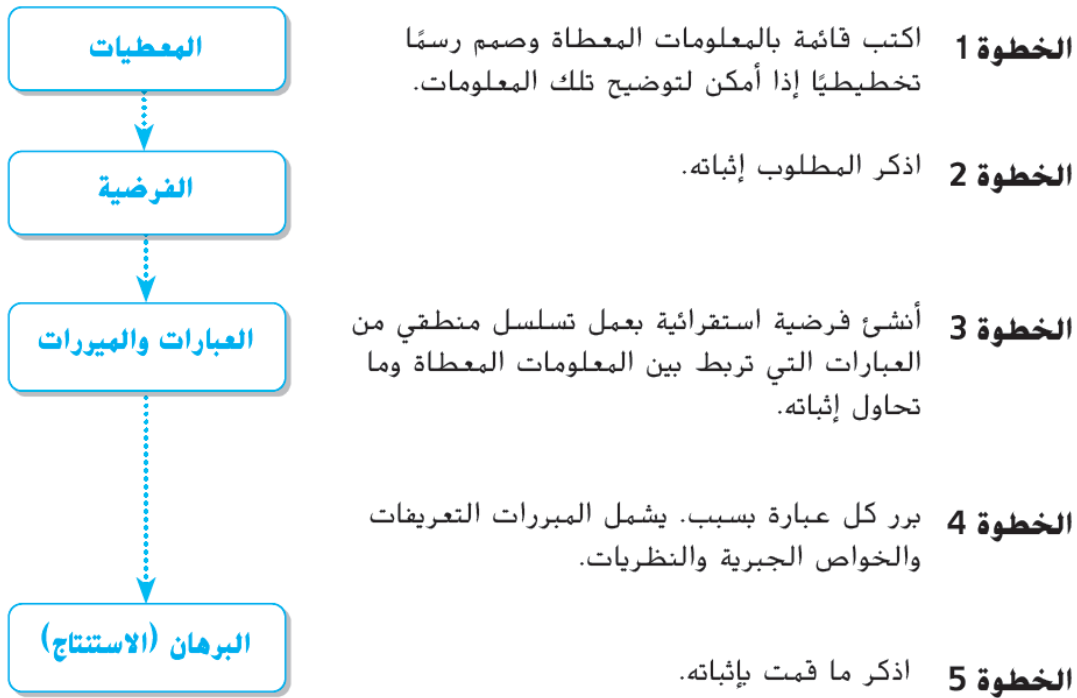 الخطوة 1 اكتب قائمة بالمعلومات المعطاة وصمم رسمًا
تخطيطيًا إذا أمكن لتوضيح تلك المعلومات.
المعطيات
الخطوة 2 اذكر المطلوب إثباته.
الفرضية
الخطوة 3 أنشئ فرضية استقرائية بعمل تسلسل منطقي من
العبارات التي تربط بين المعلومات المعطاة وما
تحاول إثباته.
العبارات والميررات
الخطوة 4 برر كل عبارة بسبب. يشمل المبررات التعريفات
والخواص الجبرية والنظريات.
الخطوة 5 اذكر ما قمت بإثباته.
البرهان (الاستنتاج)